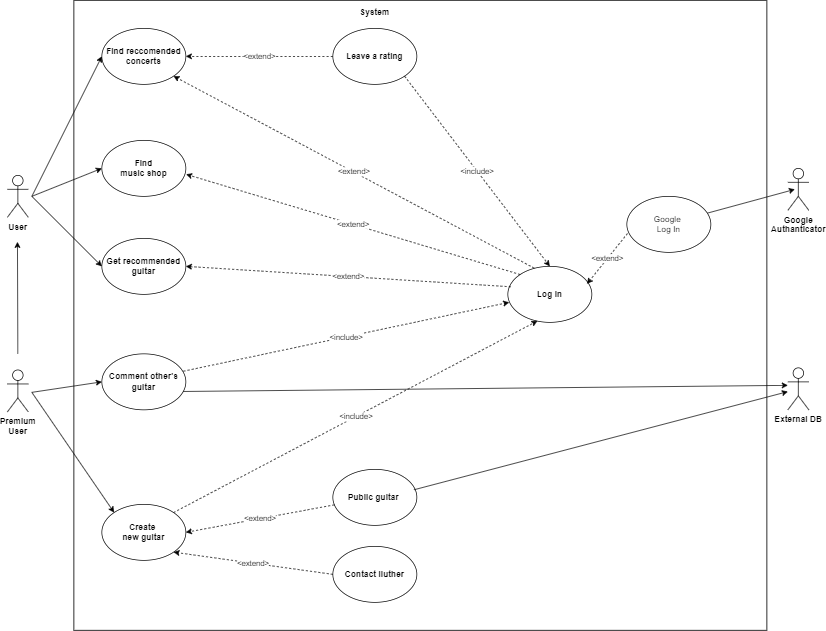 System
Find reccomended
concerts
<extend>
Leave a rating
<extend>
<include>
Find
music shop
<extend>
User
Google
Log In
Google
Authanticator
<extend>
Get recommended
guitar
<extend>
Log In
<include>
Premium
User
Comment other's
guitar
<include>
External DB
Public guitar
<extend>
Create
new guitar
<extend>
Contact lluther